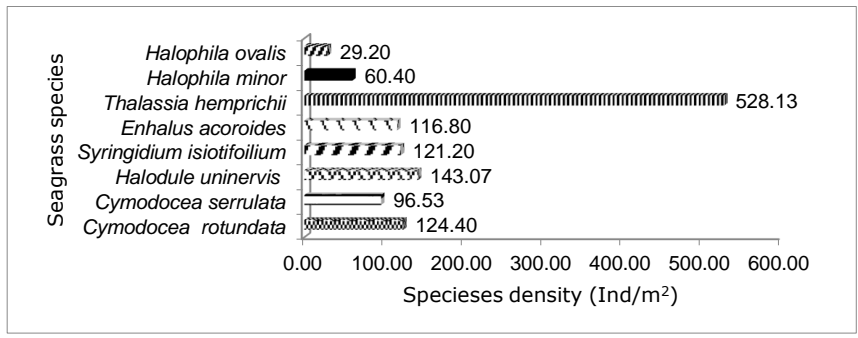 Seagrass species
Halophila ovalis 29.20
Halophila minor 60.40
Thalassia hemprichii 528.13
Enhalus acoroides 116.80
Syringidium isiotifoilium 121.20
Halodule uninervis 143.07
Cymodocea serrulata 96.53
Cymodocea rotundata 124.40
0.00 100.00 200.00 300.00 400.00 500.00 600.00
Specieses density (Ind/m²)